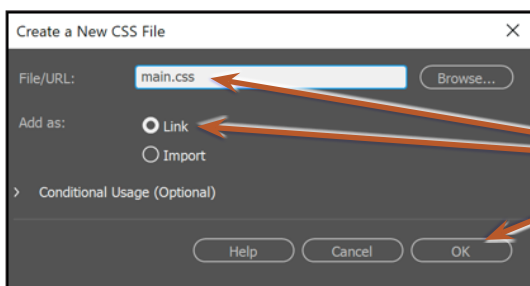 Create a New CSS File
File/URL: main.css Browse...
Add as: Link
Import
Conditional Usage (Optional)
Help Cancel OK